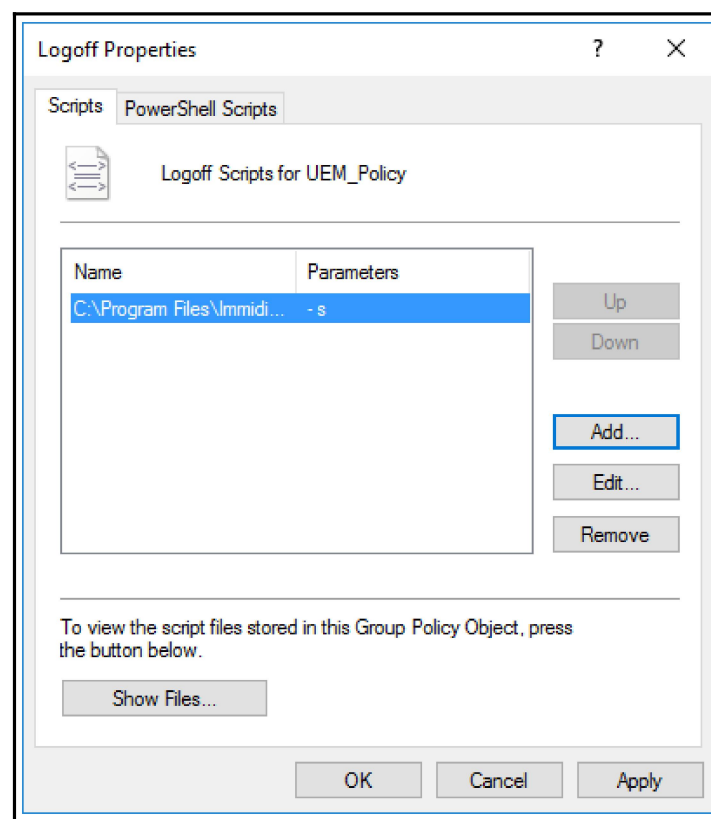 Logoff Properties
?
Scripts
PowerShell Scripts
Logoff Scripts for UEM_Policy
Name Parameters
C:\Program Files\Immidi... - s
Up
Down
Add...
Edit...
Remove
To view the script files stored in this Group Policy Object, press
the button below.
Show Files...
OK Cancel Apply